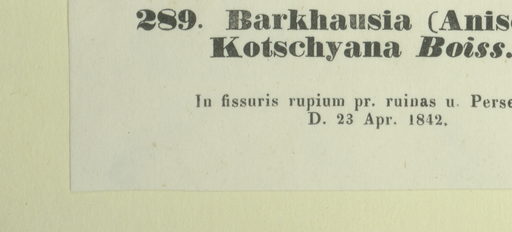 289. Barkhausia (Anis
Kotschyana Boiss.
In fissuris rupium pr. ruinas u. Perse
D. 23 Apr. 1842.